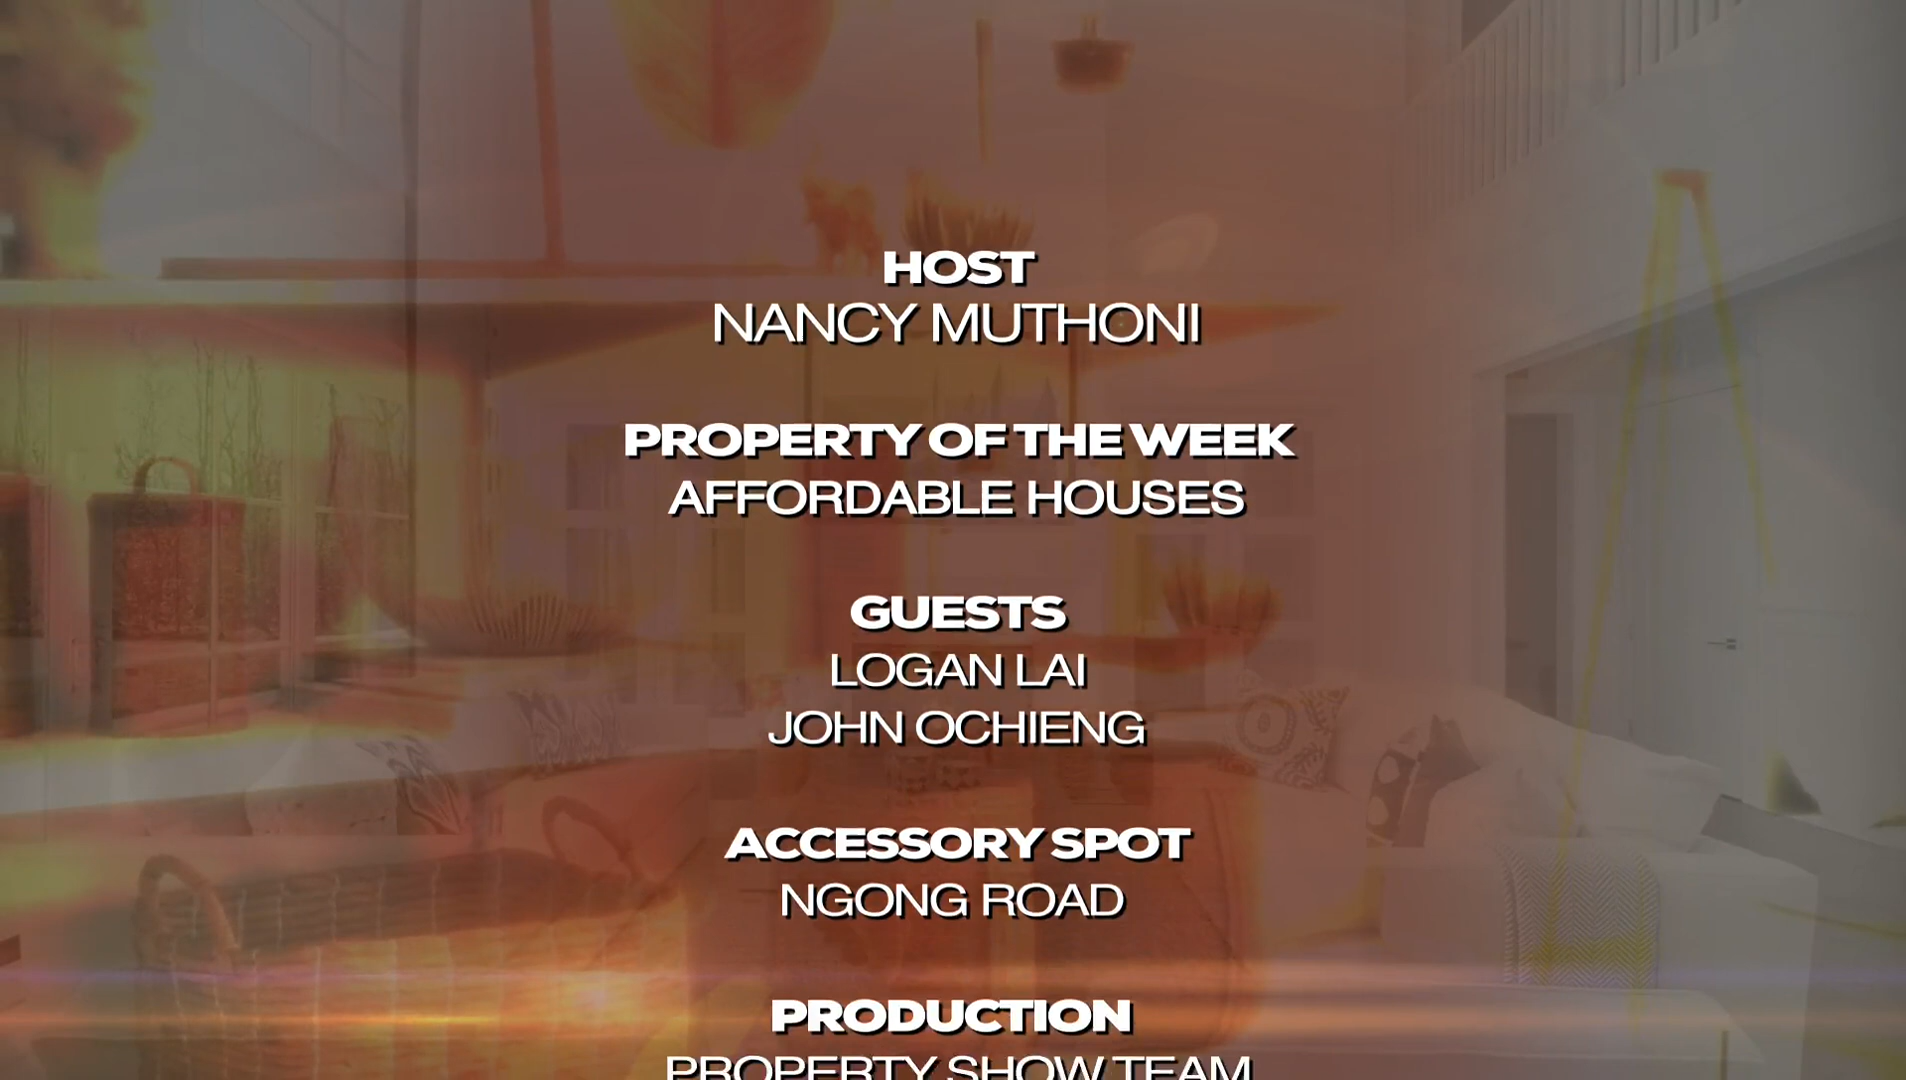 HOST
NANCY MUTHONI
PROPERTY OF THE WEEK
AFFORDABLE HOUSES
GUESTS
LOGAN LAI
JOHN OCHIENG
ACCESSORY SPOT
NGONG ROAD
PRODUCTION
PROPERTY SHOW TEAM